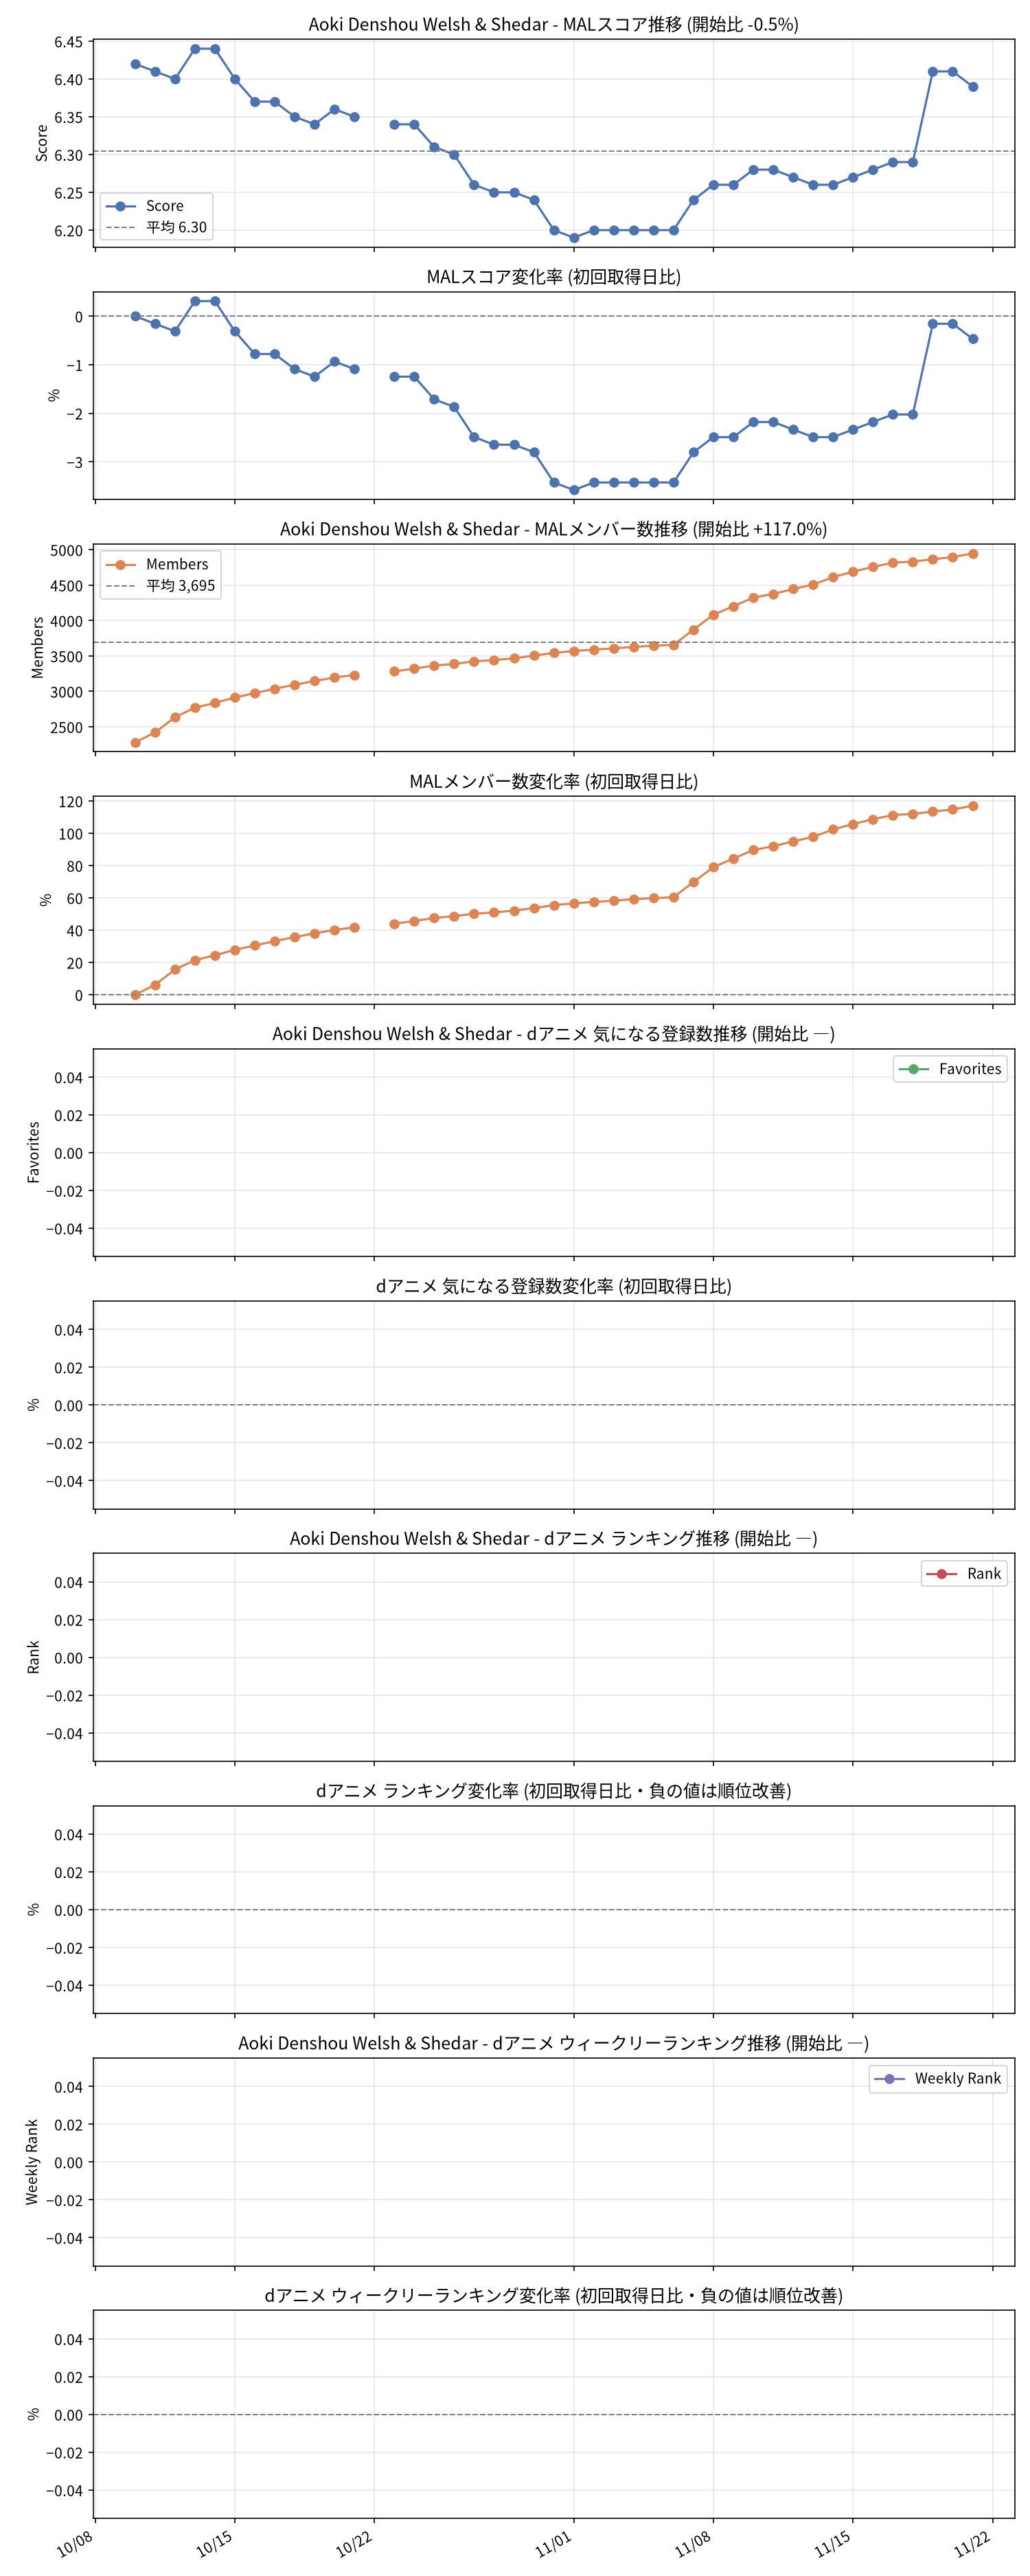 Aoki Denshou Welsh & Shedar - MALスコア推移 (開始比 -0.5%)
6.45
6.40
6.35
6.30
6.25
6.20
Score
Score
平均 6.30
MALスコア変化率 (初回取得日比)
0
−1
−2
−3
%
Aoki Denshou Welsh & Shedar - MALメンバー数推移 (開始比 +117.0%)
5000
4500
4000
3500
3000
2500
Members
Members
平均 3,695
MALメンバー数変化率 (初回取得日比)
120
100
80
60
40
20
0
%
Aoki Denshou Welsh & Shedar - dアニメ 気になる登録数推移 (開始比 —)
0.04
0.02
0.00
−0.02
−0.04
Favorites
Favorites
dアニメ 気になる登録数変化率 (初回取得日比)
0.04
0.02
0.00
−0.02
−0.04
%
Aoki Denshou Welsh & Shedar - dアニメ ランキング推移 (開始比 —)
0.04
0.02
0.00
−0.02
−0.04
Rank
Rank
dアニメ ランキング変化率 (初回取得日比・負の値は順位改善)
0.04
0.02
0.00
−0.02
−0.04
%
Aoki Denshou Welsh & Shedar - dアニメ ウィークリーランキング推移 (開始比 —)
0.04
0.02
0.00
−0.02
−0.04
Weekly Rank
Weekly Rank
dアニメ ウィークリーランキング変化率 (初回取得日比・負の値は順位改善)
0.04
0.02
0.00
−0.02
−0.04
%
10/08
10/15
10/22
11/01
11/08
11/15
11/22